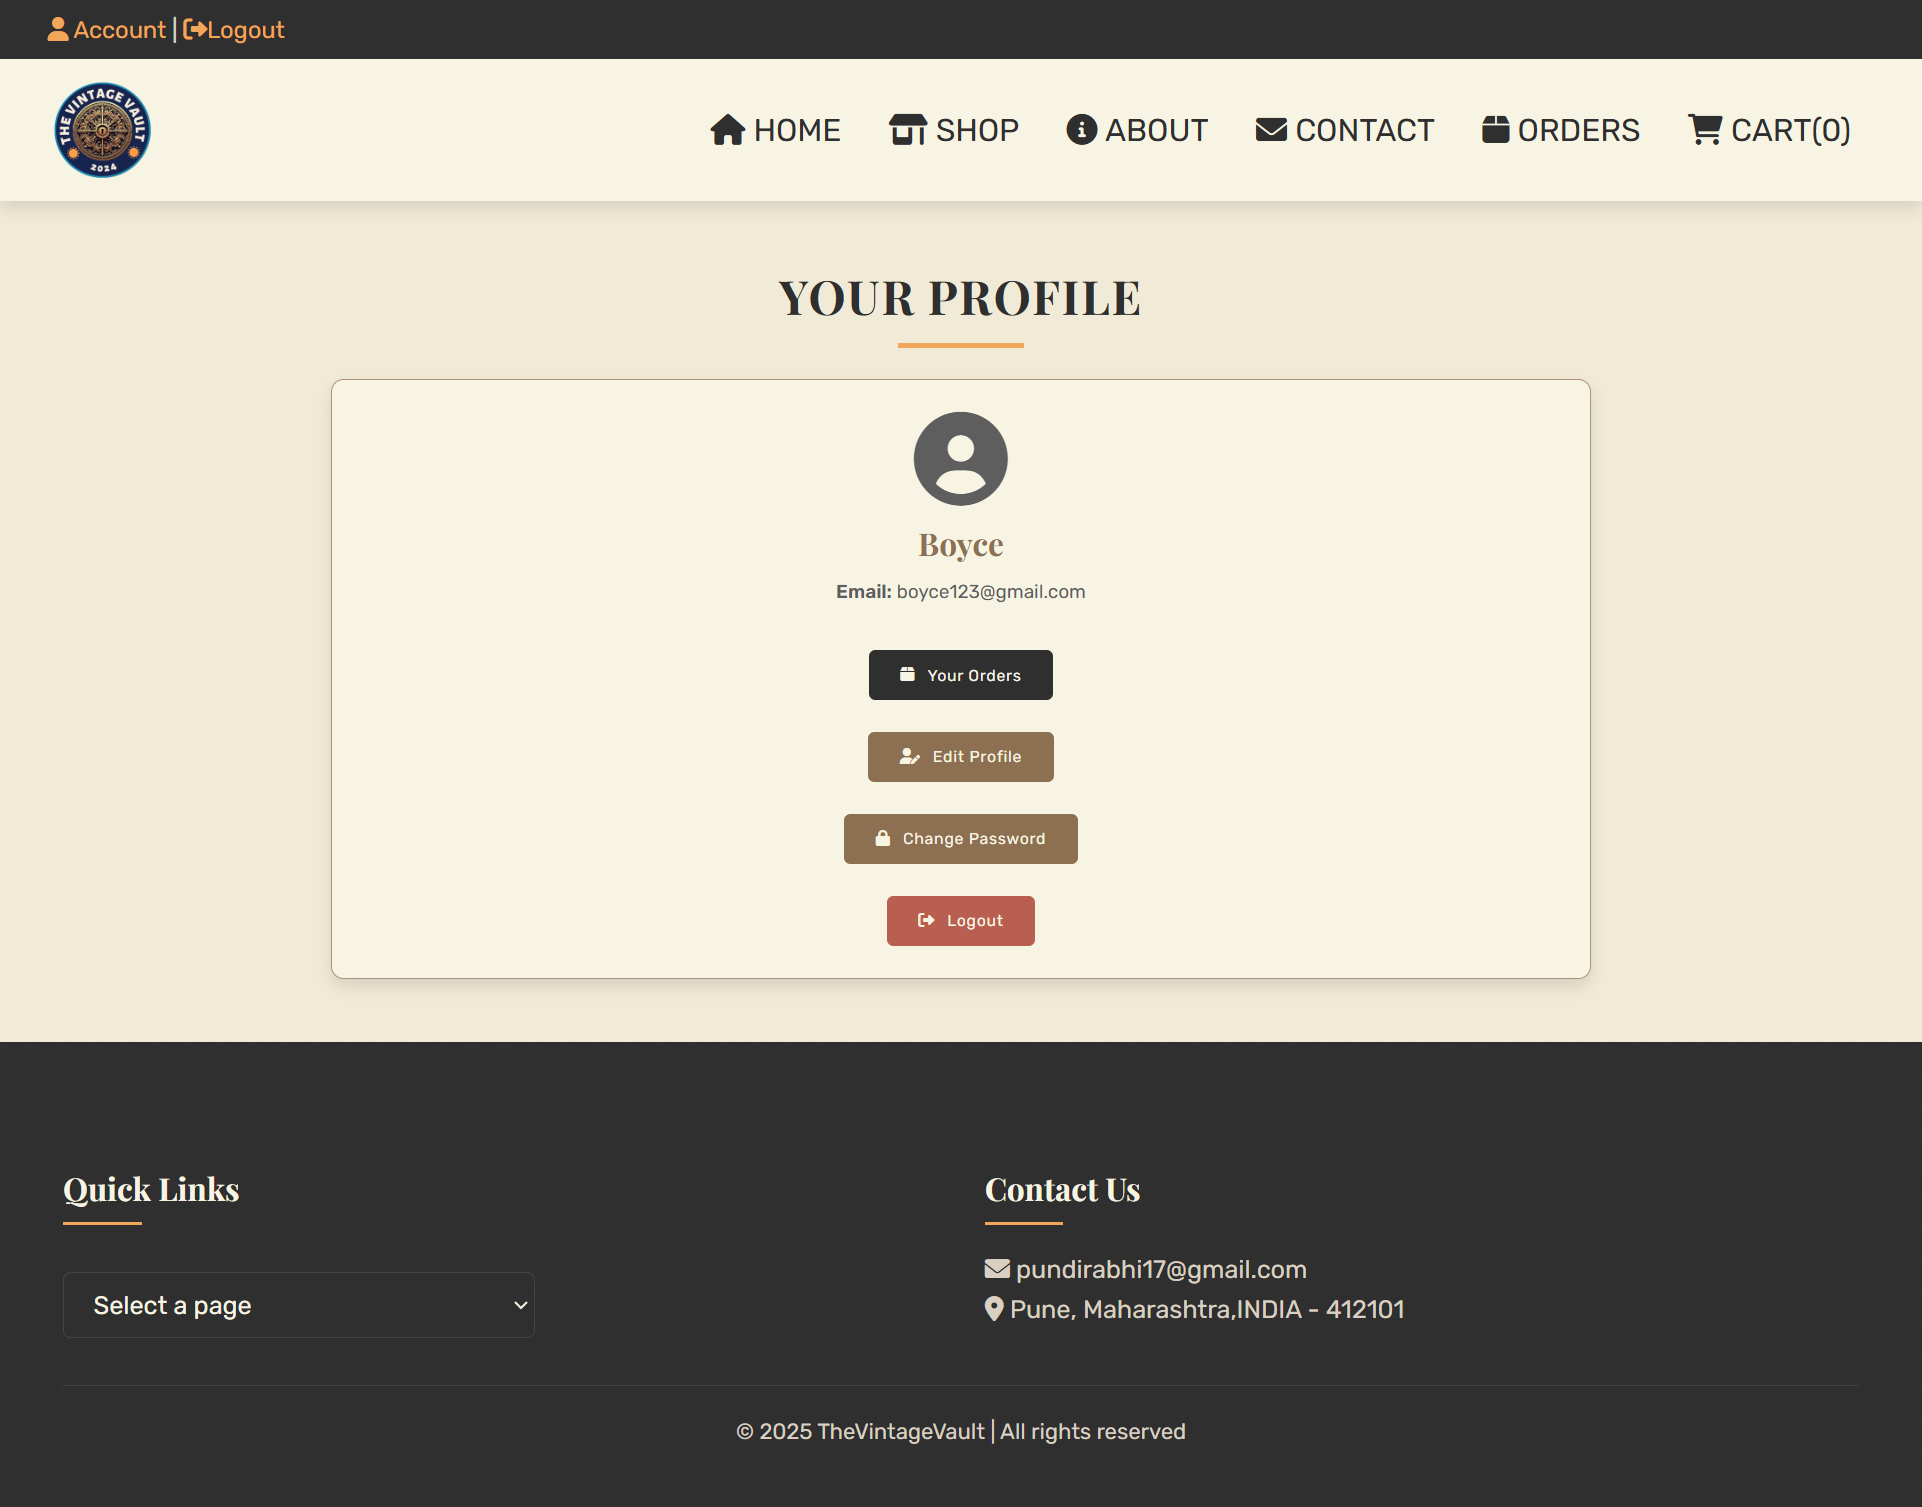 Account | Logout
THE VINTAGE VAULT
2024
HOME SHOP ABOUT CONTACT ORDERS CART(0)
YOUR PROFILE
Boyce
Email: boyce123@gmail.com
Your Orders
Edit Profile
Change Password
Logout
Quick Links
Select a page
Contact Us
pundirabhi17@gmail.com
Pune, Maharashtra,INDIA - 412101
© 2025 TheVintageVault | All rights reserved